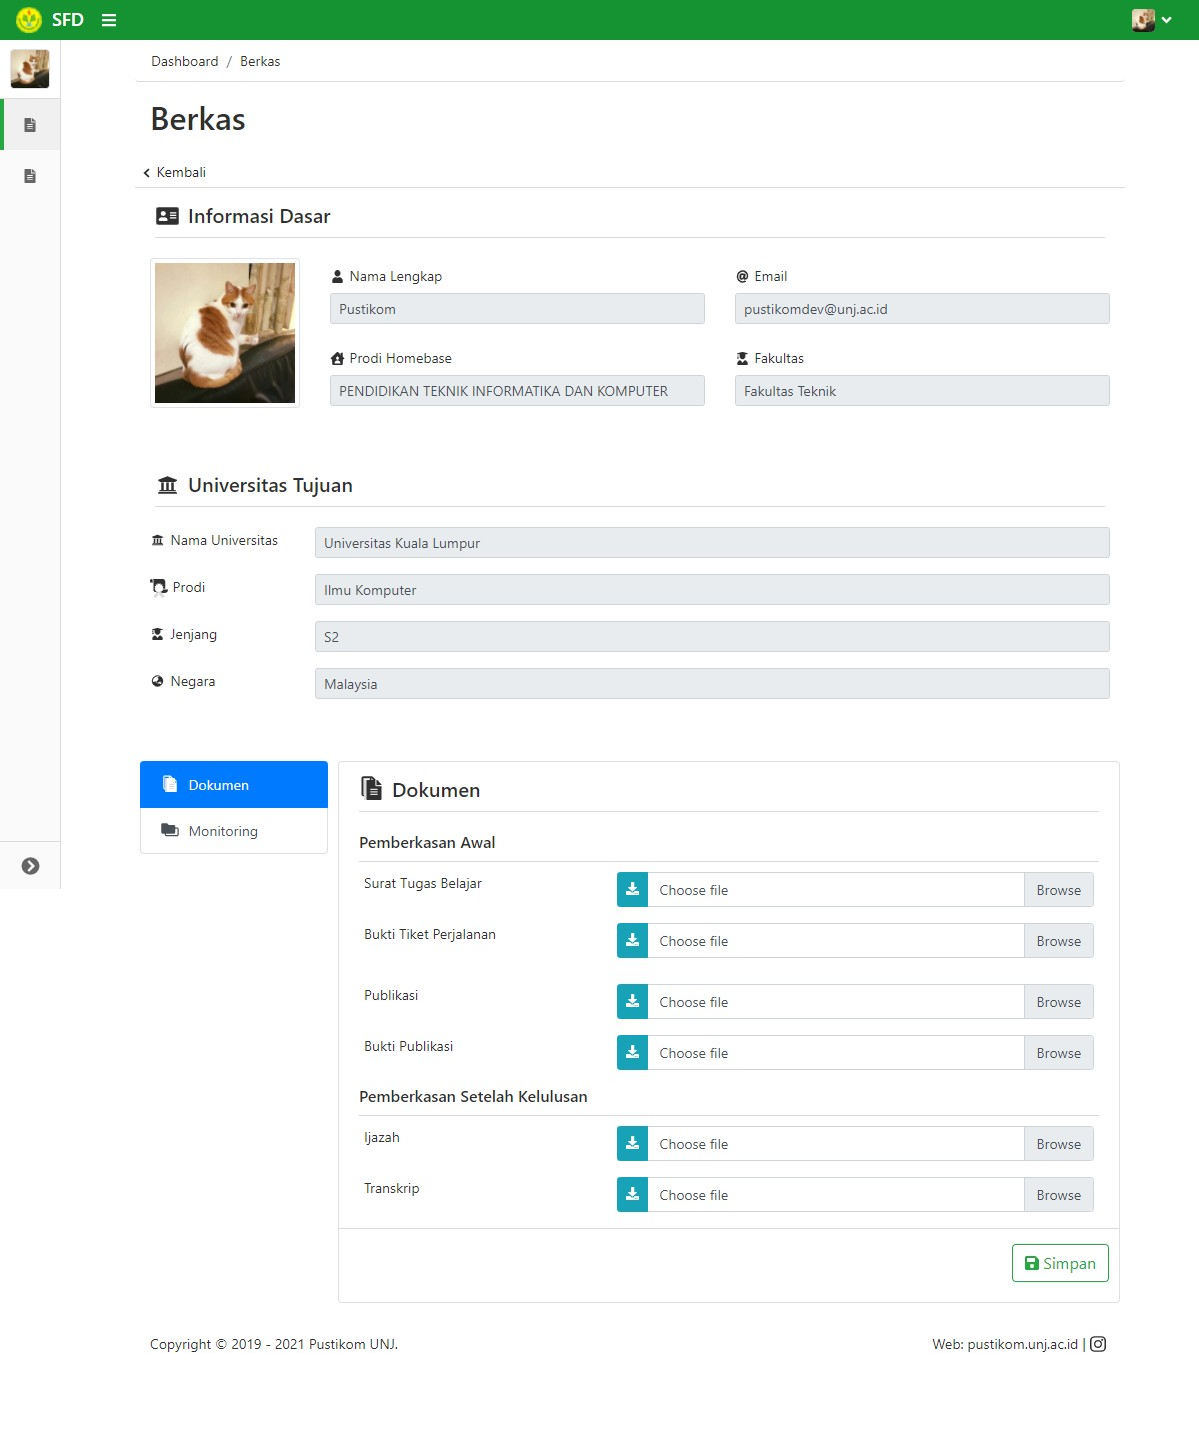 SFD
Dashboard / Berkas
Berkas
Kembali
Informasi Dasar
Nama Lengkap
Pustikom
Email
pustikomdev@unj.ac.id
Prodi Homebase
PENDIDIKAN TEKNIK INFORMATIKA DAN KOMPUTER
Fakultas
Fakultas Teknik
Universitas Tujuan
Nama Universitas Universitas Kuala Lumpur
Prodi Ilmu Komputer
Jenjang S2
Negara Malaysia
Dokumen
Monitoring
Dokumen
Pemberkasan Awal
Surat Tugas Belajar Choose file Browse
Bukti Tiket Perjalanan Choose file Browse
Publikasi Choose file Browse
Bukti Publikasi Choose file Browse
Pemberkasan Setelah Kelulusan
Ijazah Choose file Browse
Transkrip Choose file Browse
Simpan
Copyright © 2019 - 2021 Pustikom UNJ.
Web: pustikom.unj.ac.id |